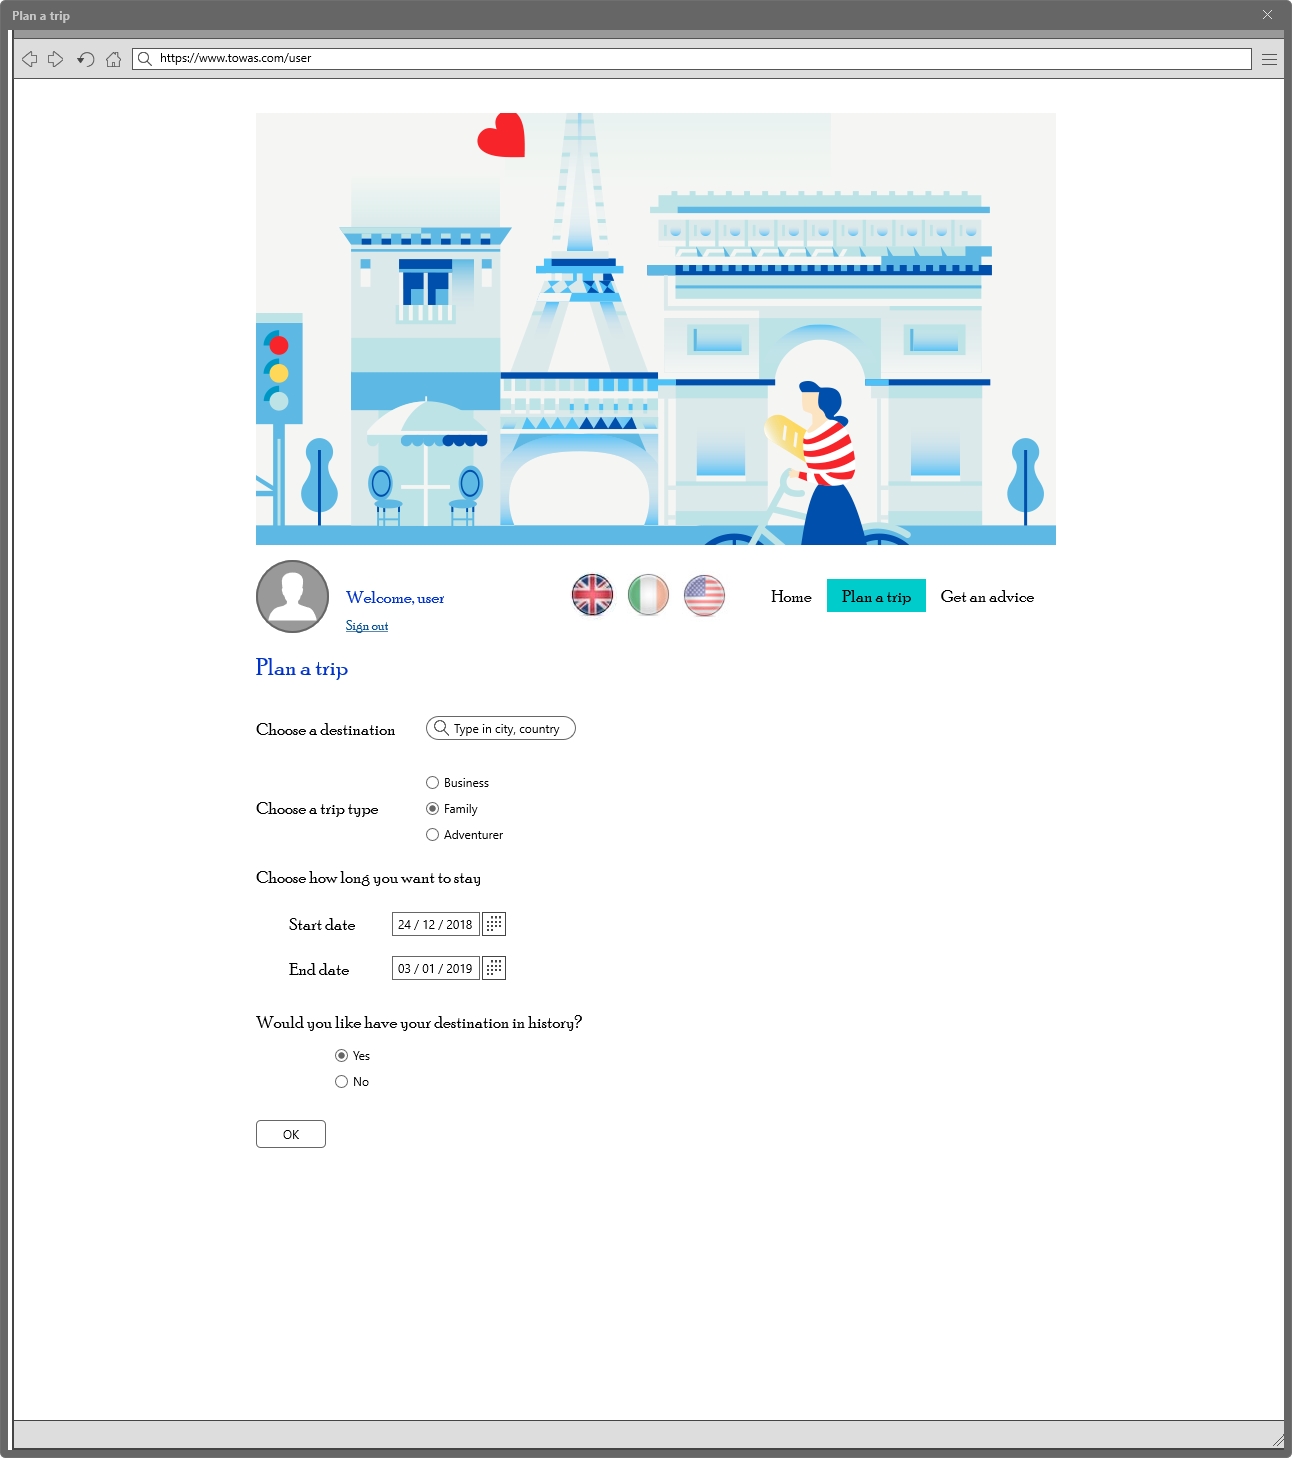 Plan a trip
https://www.towas.com/user
Welcome, user
Home Plan a trip Get an advice
Sign out
Plan a trip
Choose a destination Type in city, country
Business
Choose a trip type Family
Adventurer
Choose how long you want to stay
Start date 24 / 12 / 2018
End date 03 / 01 / 2019
Would you like have your destination in history?
Yes
No
OK